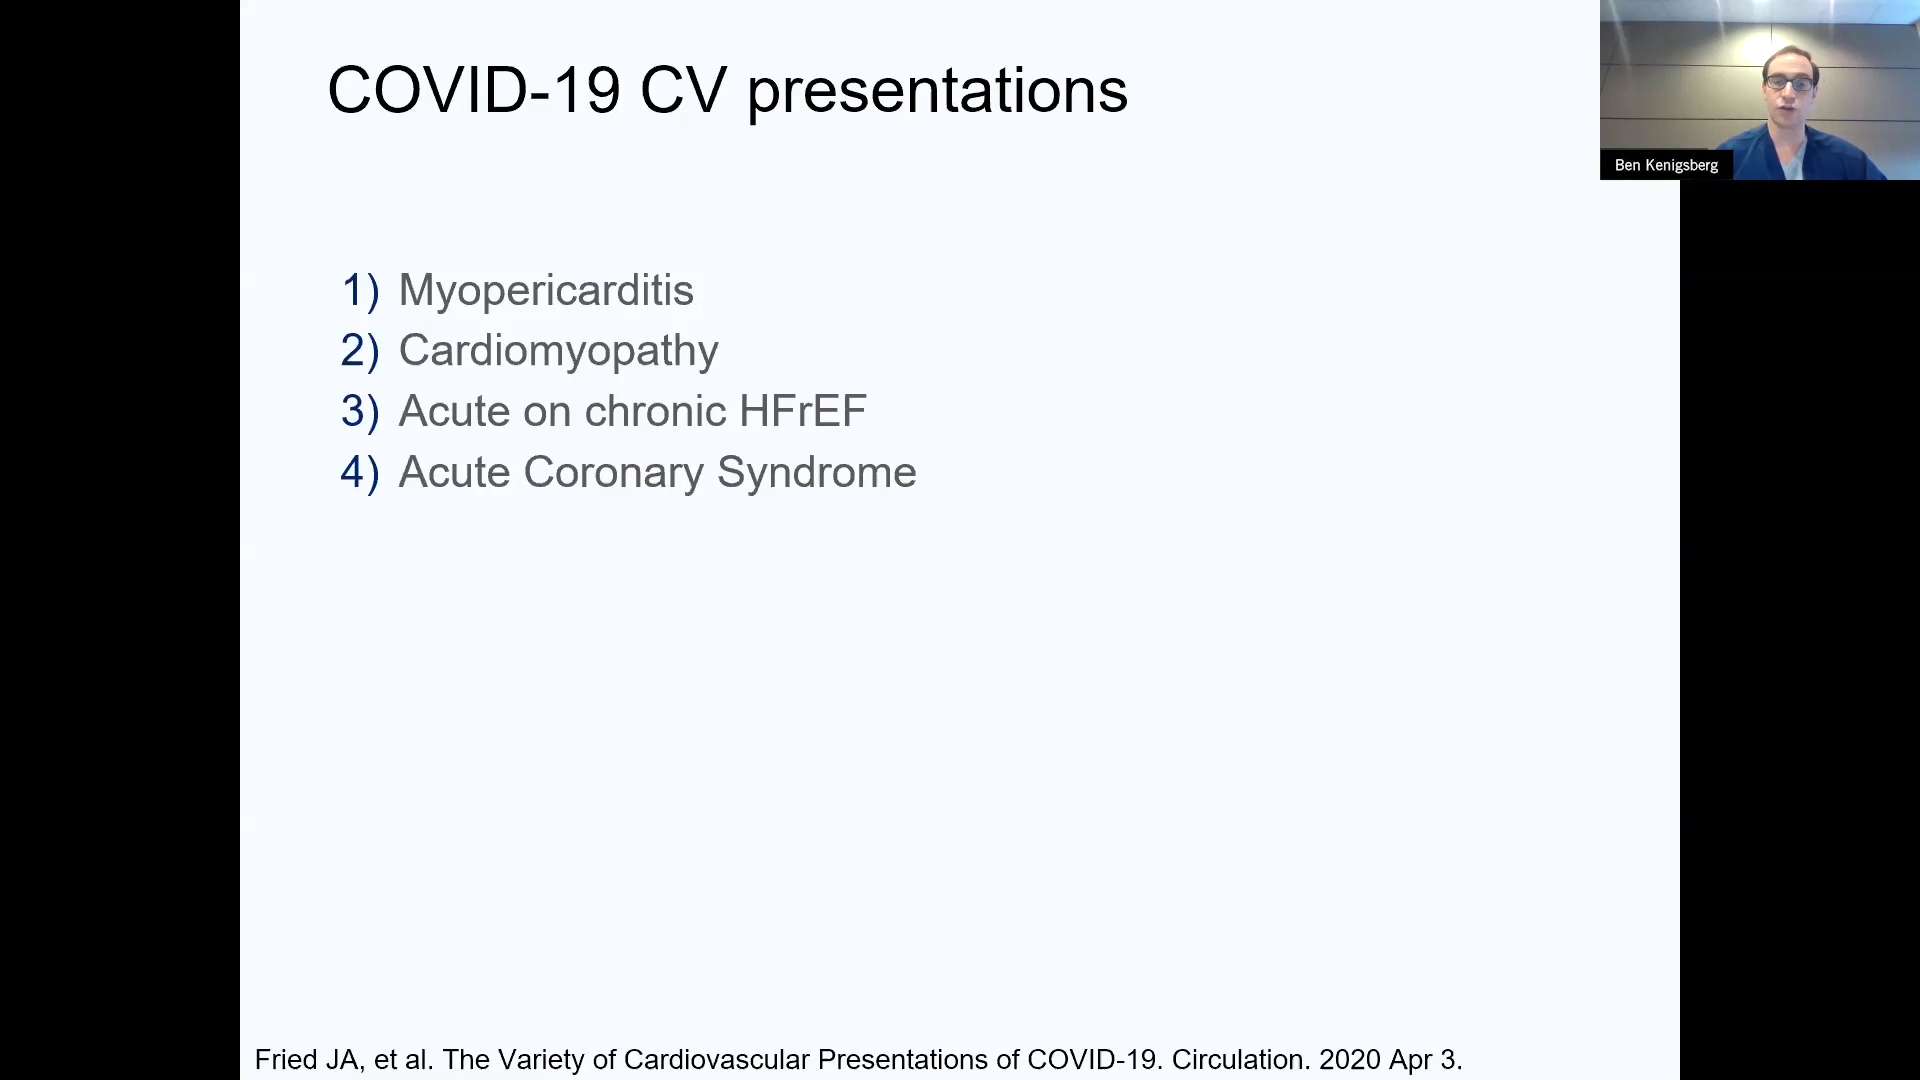 COVID-19 CV presentations
Ben Kenigsberg
1) Myopericarditis
2) Cardiomyopathy
3) Acute on chronic HFrEF
4) Acute Coronary Syndrome
Fried JA, et al. The Variety of Cardiovascular Presentations of COVID-19. Circulation. 2020 Apr 3.